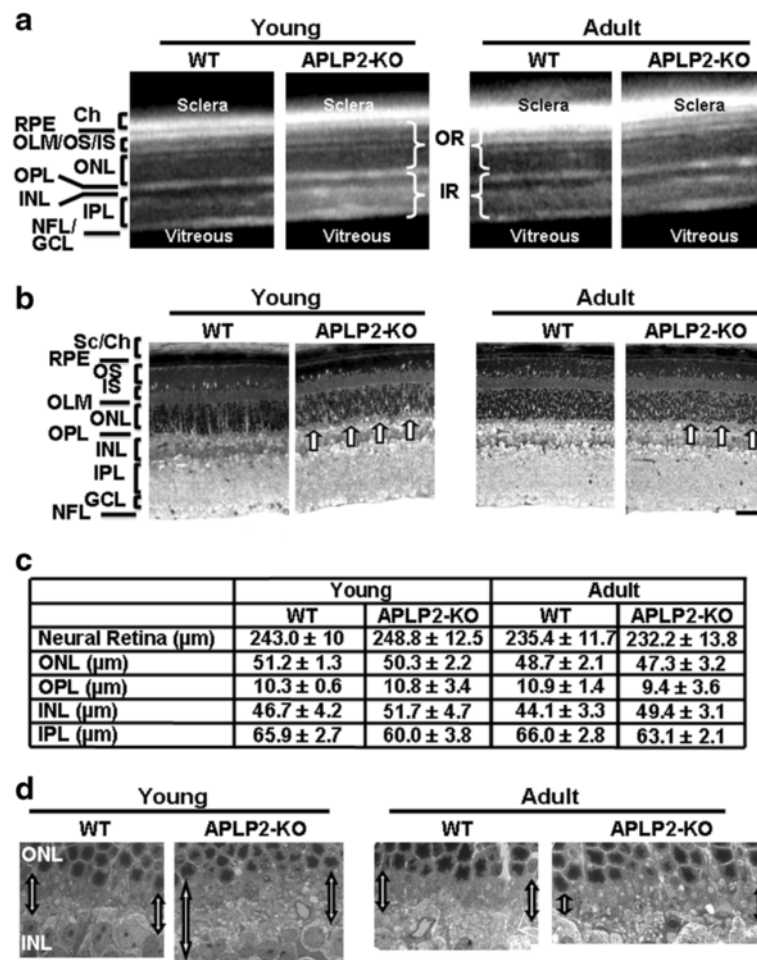 a
Young
Adult
WT
APLP2-KO
WT
APLP2-KO
Sclera
Sclera
Ch
RPE
OLM/OS/IS
ONL
OR
OPL
INL
IR
IPL
NFL/
GCL
Vitreous
Vitreous
b
Young
Adult
WT
APLP2-KO
WT
APLP2-KO
Sc/Ch
RPE
OS
IS
OLM
ONL
OPL
INL
IPL
GCL
NFL
c
Young Adult
WT APLP2-KO WT APLP2-KO
Neural Retina (µm) 243.0 ± 10 248.8 ± 12.5 235.4 ± 11.7 232.2 ± 13.8
ONL (µm) 51.2 ± 1.3 50.3 ± 2.2 48.7 ± 2.1 47.3 ± 3.2
OPL (µm) 10.3 ± 0.6 10.8 ± 3.4 10.9 ± 1.4 9.4 ± 3.6
INL (µm) 46.7 ± 4.2 51.7 ± 4.7 44.1 ± 3.3 49.4 ± 3.1
IPL (µm) 65.9 ± 2.7 60.0 ± 3.8 66.0 ± 2.8 63.1 ± 2.1
d
Young
Adult
WT
APLP2-KO
WT
APLP2-KO
ONL
INL